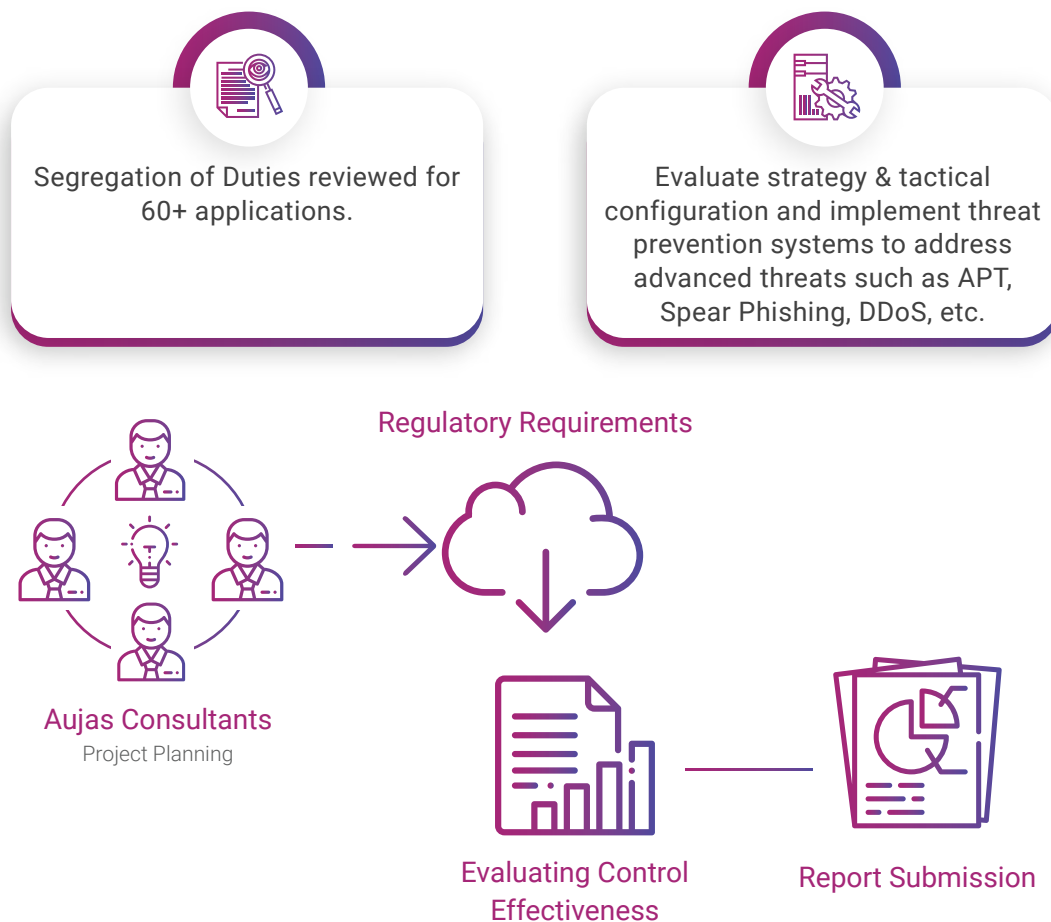 Segregation of Duties reviewed for
60+ applications.
Evaluate strategy & tactical
configuration and implement threat
prevention systems to address
advanced threats such as APT,
Spear Phishing, DDoS, etc.
Regulatory Requirements
Aujas Consultants
Project Planning
Evaluating Control
Effectiveness
Report Submission